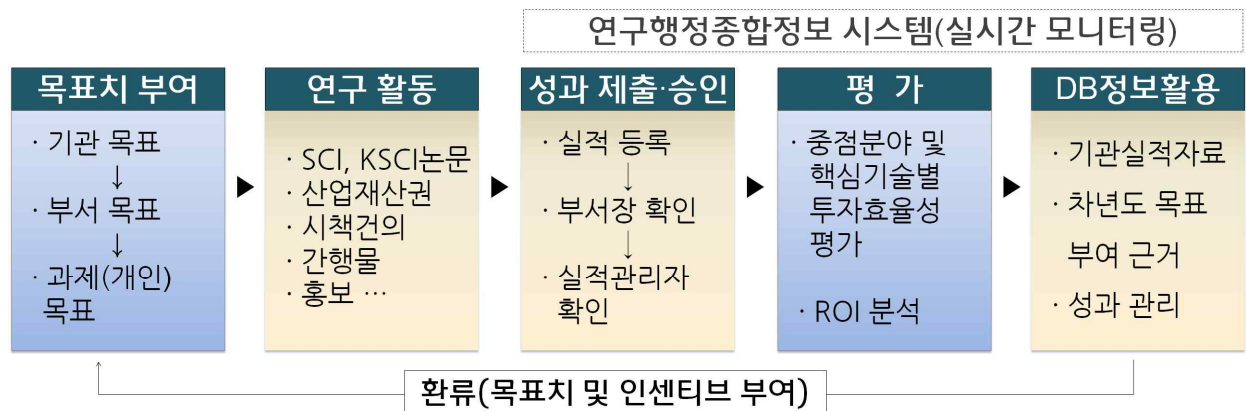 연구행정종합정보 시스템(실시간 모니터링)
목표치 부여
· 기관 목표
↓
· 부서 목표
↓
· 과제(개인)
목표
연구 활동
· SCI, KSCI논문
· 산업재산권
· 시책건의
· 간행물
· 홍보 …
성과 제출·승인
· 실적 등록
↓
· 부서장 확인
↓
· 실적관리자
확인
평 가
· 중점분야 및
핵심기술별
투자효율성
평가
· ROI 분석
DB정보활용
· 기관실적자료
· 차년도 목표
부여 근거
· 성과 관리
환류(목표치 및 인센티브 부여)